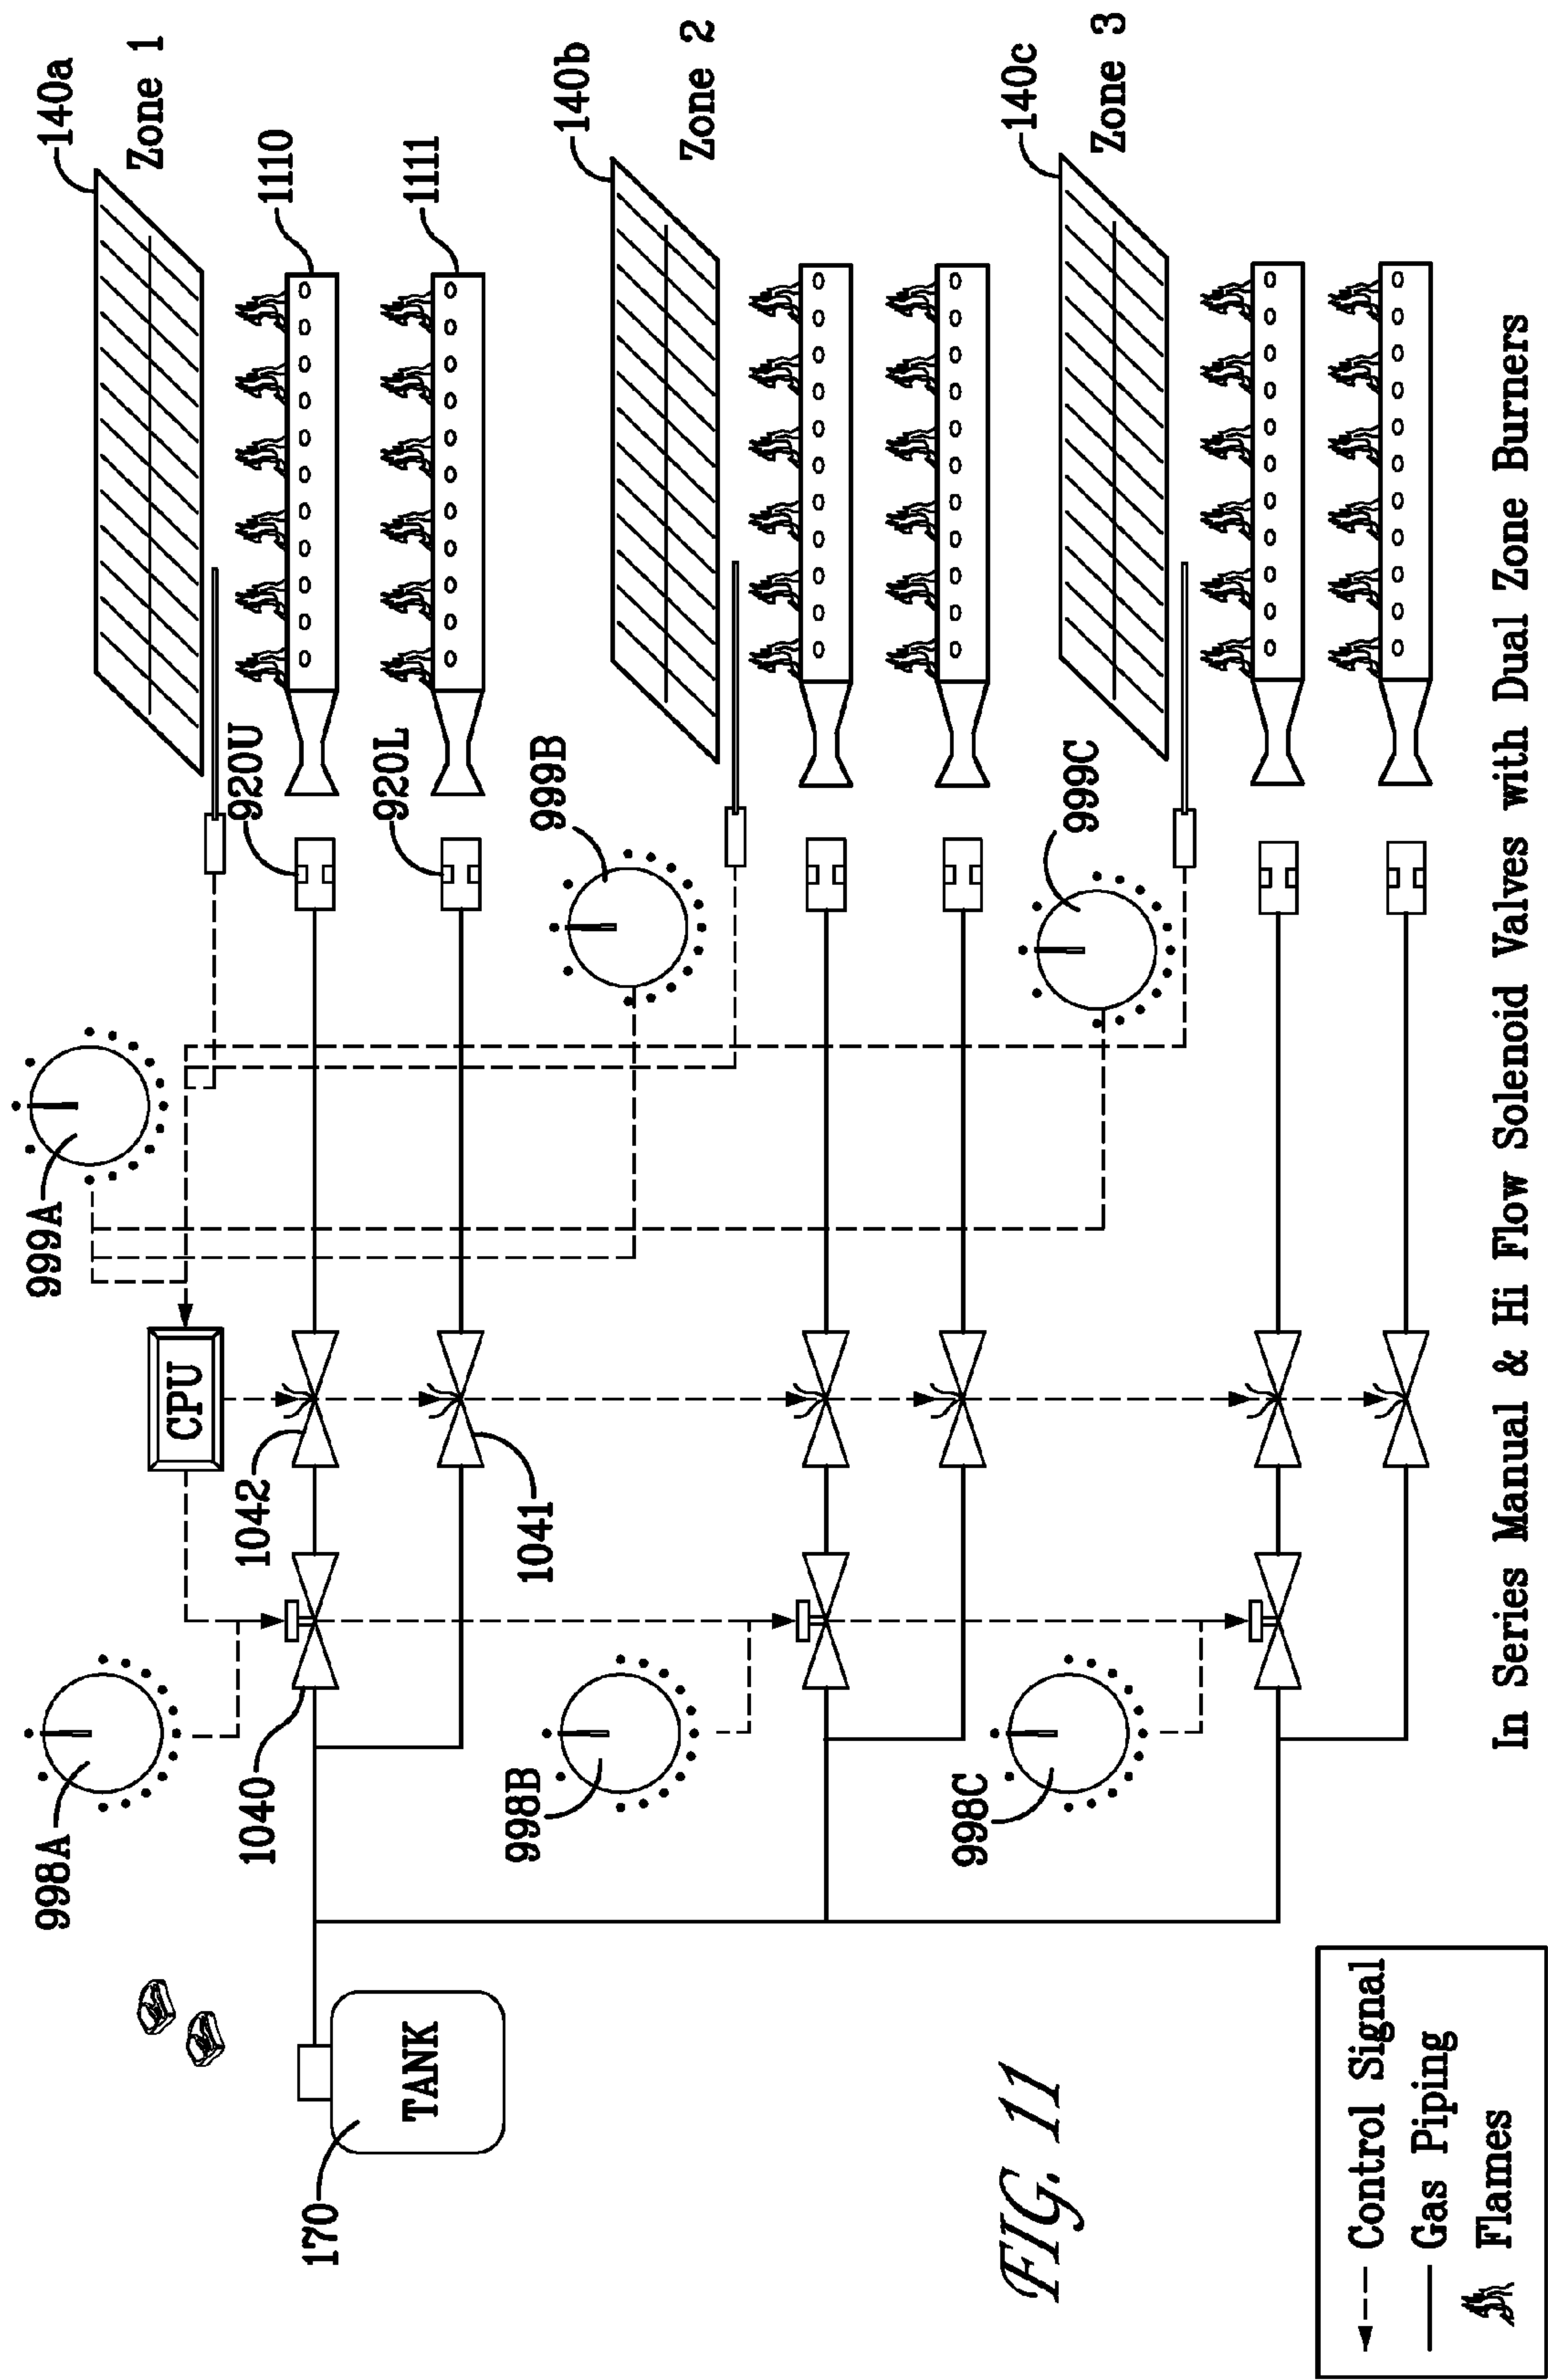 140a
Zone 1
1110
1111
140b
Zone 2
140c
Zone 3
920U
920L
999B
999C
999A
CPU
1042
1041
998A
1040
998B
998C
TANK
170
FIG. 11
Control Signal
Gas Piping
Flames
In Series Manual & Hi Flow Solenoid Valves with Dual Zone Burners